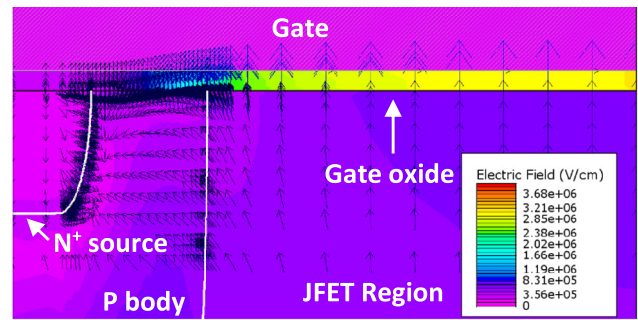 Gate
Gate oxide
N+ source
P body
JFET Region
Electric Field (V/cm)
3.68e+06
3.21e+06
2.85e+06
2.38e+06
2.02e+06
1.66e+06
1.19e+06
8.31e+05
3.56e+05
0